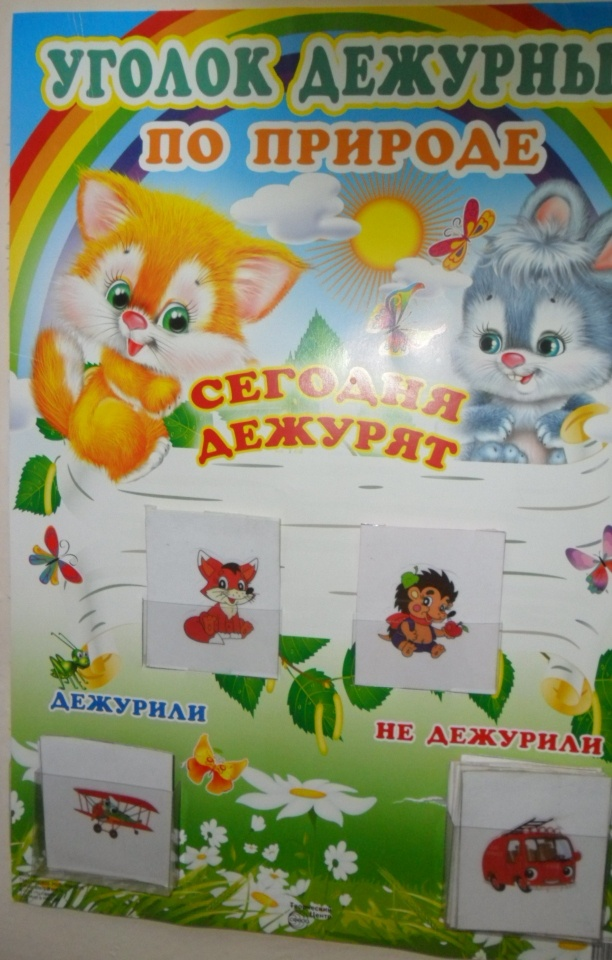 УГОЛОК ДЕЖУРНЫ
ПО ПРИРОДЕ
СЕГОДНЯ
ДЕЖУРЯТ
ДЕЖУРИЛИ
НЕ ДЕЖУРИЛИ